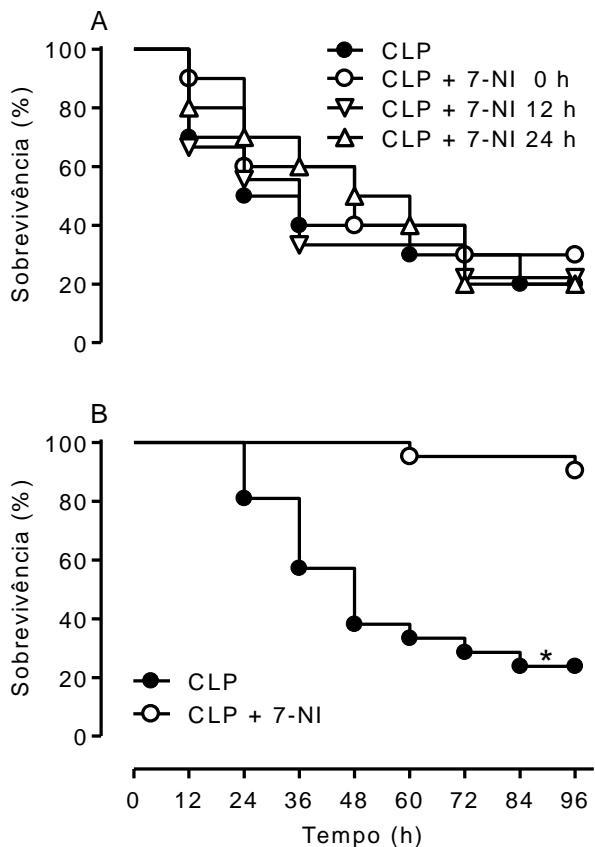 A
Sobrevivência (%)
100
80
60
40
20
0
CLP
CLP + 7-NI 0 h
CLP + 7-NI 12 h
CLP + 7-NI 24 h
B
Sobrevivência (%)
100
80
60
40
20
0
*
CLP
CLP + 7-NI
0 12 24 36 48 60 72 84 96
Tempo (h)